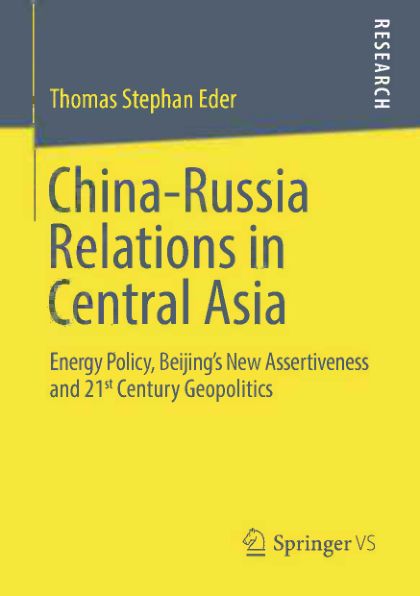 RESEARCH
Thomas Stephan Eder
China-Russia
Relations in
Central Asia
Energy Policy, Beijing's New Assertiveness
and 21st Century Geopolitics
Springer VS